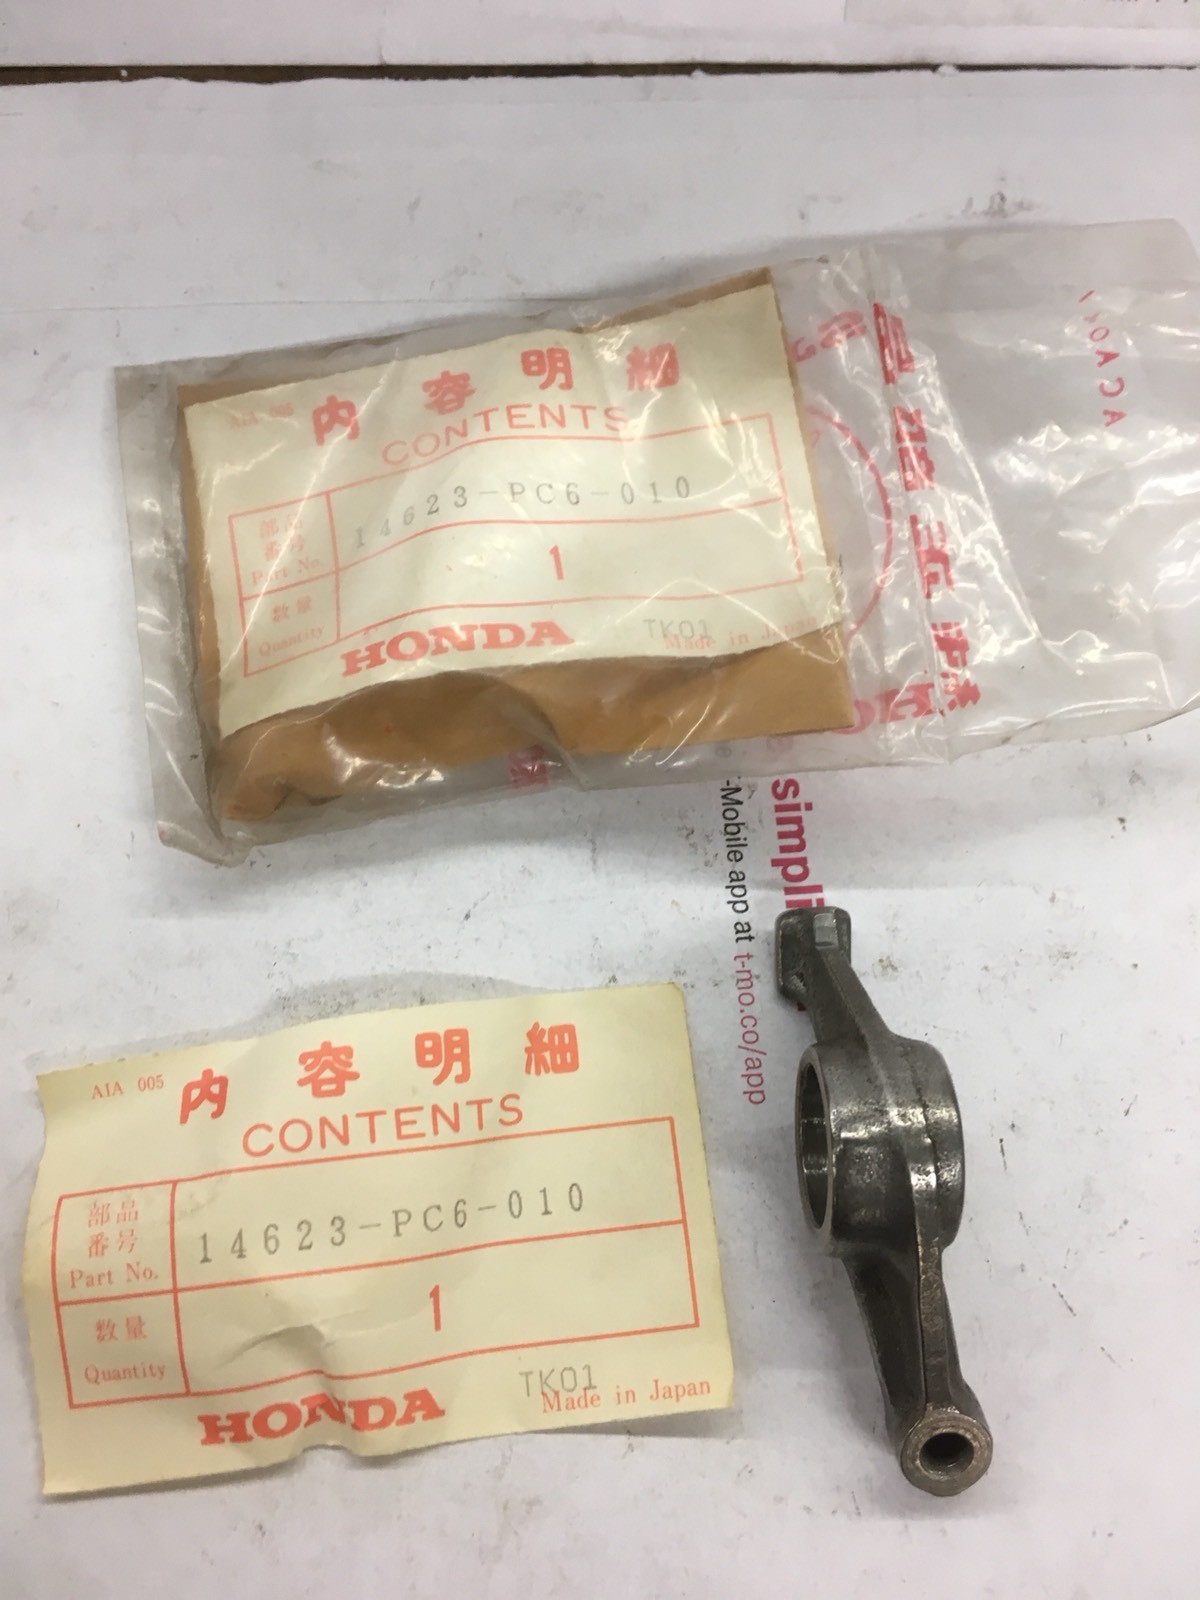 A1A 005
内容明細
CONTENTS
部品
番号
Part No.
14623-PC6-010
数量
Quantity
1
HONDA
TK01
Made in Japan
simpli
-Mobile app at t-mo.co/app
A1A 005
内容明細
CONTENTS
部品
番号
Part No.
14623-PC6-010
数量
Quantity
1
HONDA
TK01
Made in Japan